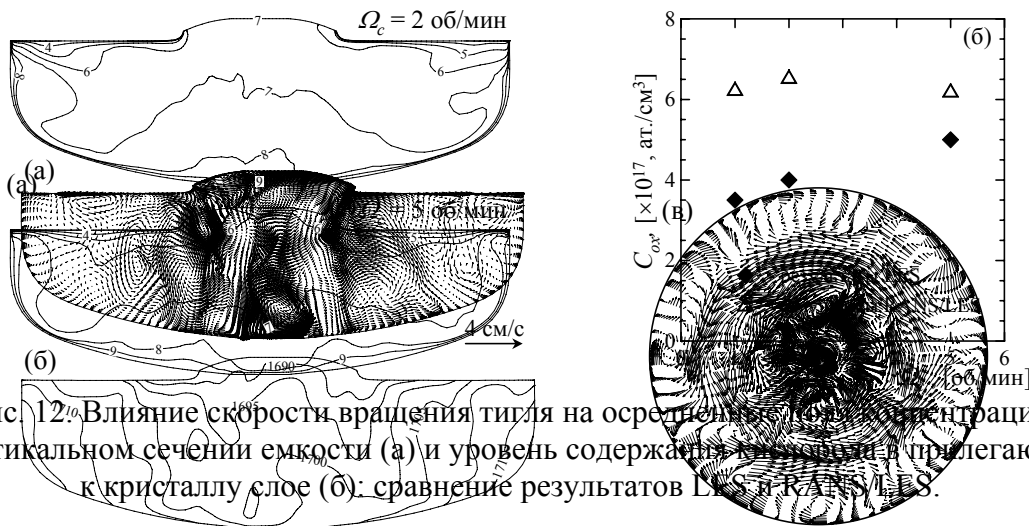 7
Ω_c = 2 об/мин
4
5
6
6
∞
7
8
(a)
(a)
9
= 5 об/мин
4
4 см/с
8
9
9
(б)
1690
1695
1710
1700
8
(б)
6
C_ox, [×10^17, ат./см^3]
4
(в)
2
0
6
[об/мин]
ис. 12. Влияние скорости вращения тигля на осредненные поля концентраци
тикальном сечении емкости (а) и уровень содержания кислорода в прилегаю
к кристаллу слое (б): сравнение результатов LES и RANS/LES.